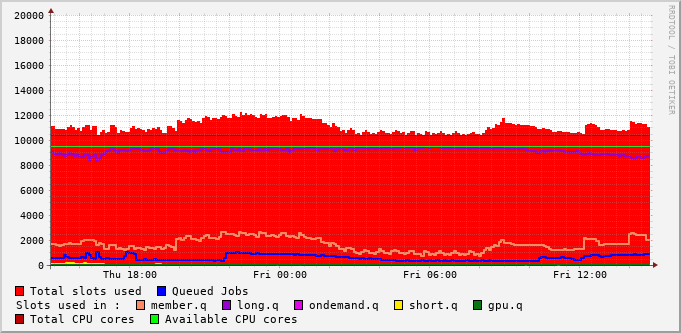 20000
18000
16000
14000
12000
10000
8000
6000
4000
2000
0
Thu 18:00 Fri 00:00 Fri 06:00 Fri 12:00
RRDTOOL / TOBI OETIKER
Total slots used Queued Jobs
Slots used in : member.q long.q ondemand.q short.q gpu.q
Total CPU cores Available CPU cores